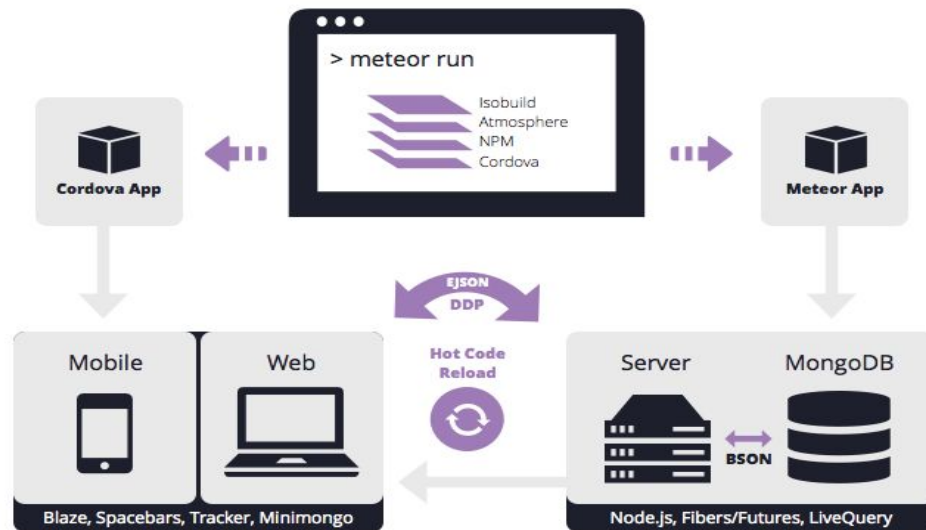 > meteor run
Isobuild
Atmosphere
NPM
Cordova
Cordova App
Meteor App
EJSON
DDP
Hot Code
Reload
Mobile
Web
Server
MongoDB
BSON
Blaze, Spacebars, Tracker, Minimongo
Node.js, Fibers/Futures, LiveQuery